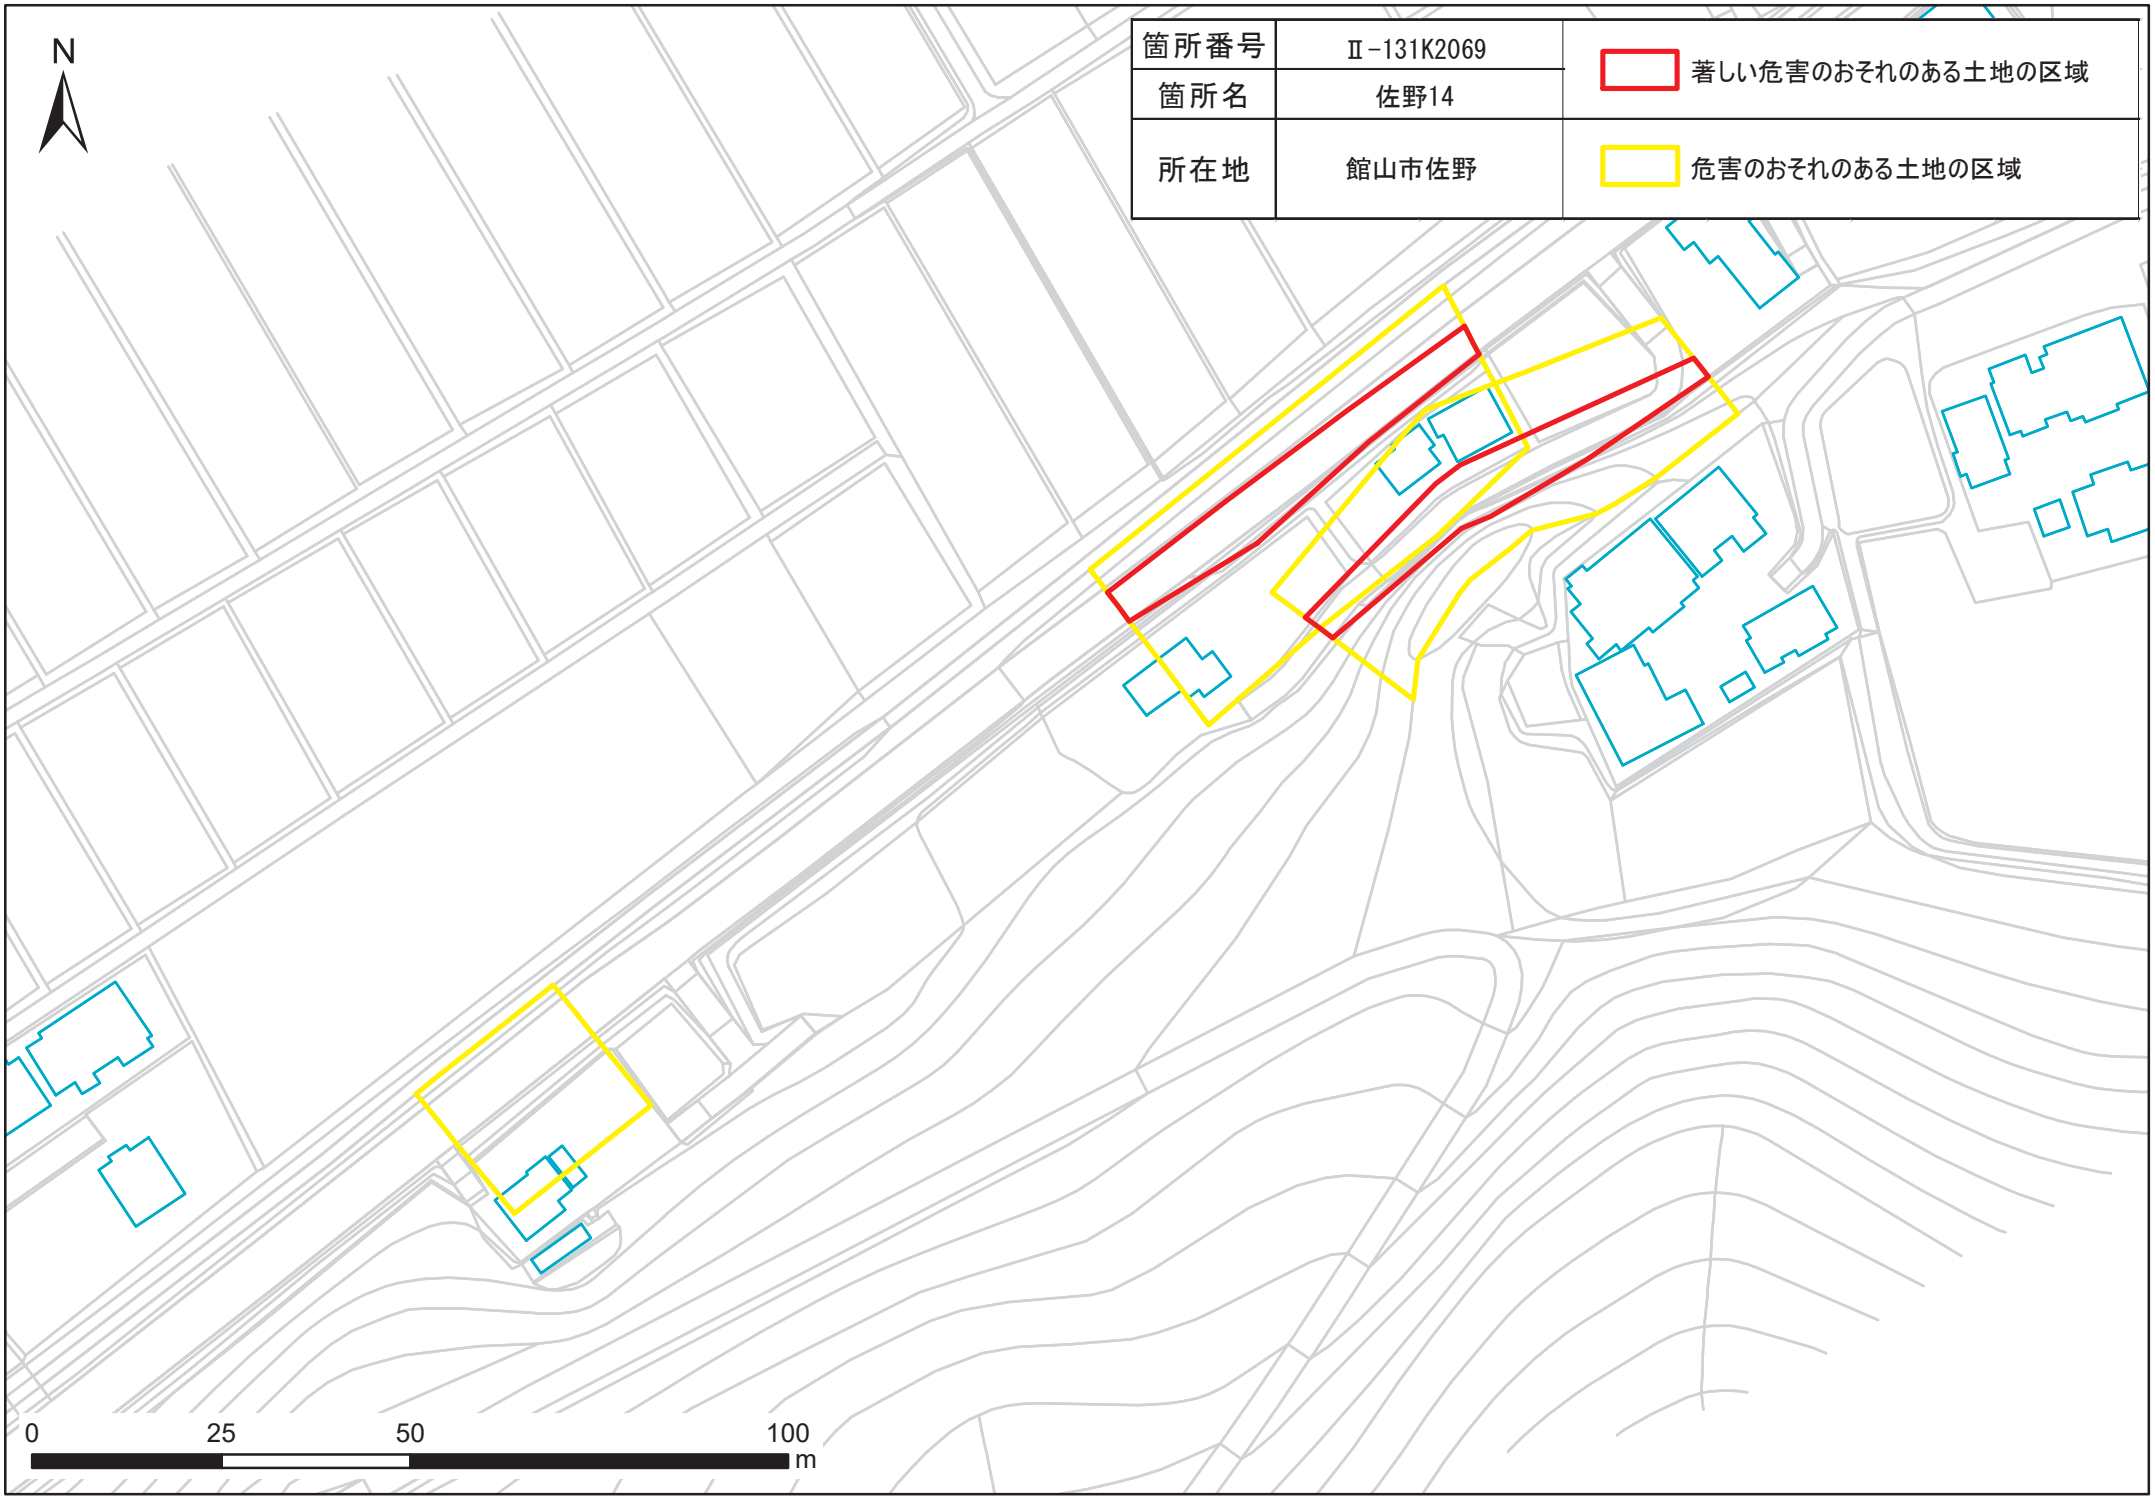 N
箇所番号 Ⅱ-131K2069
箇所名 佐野14
所在地 館山市佐野
著しい危害のおそれのある土地の区域
危害のおそれのある土地の区域
0 25 50 100
m